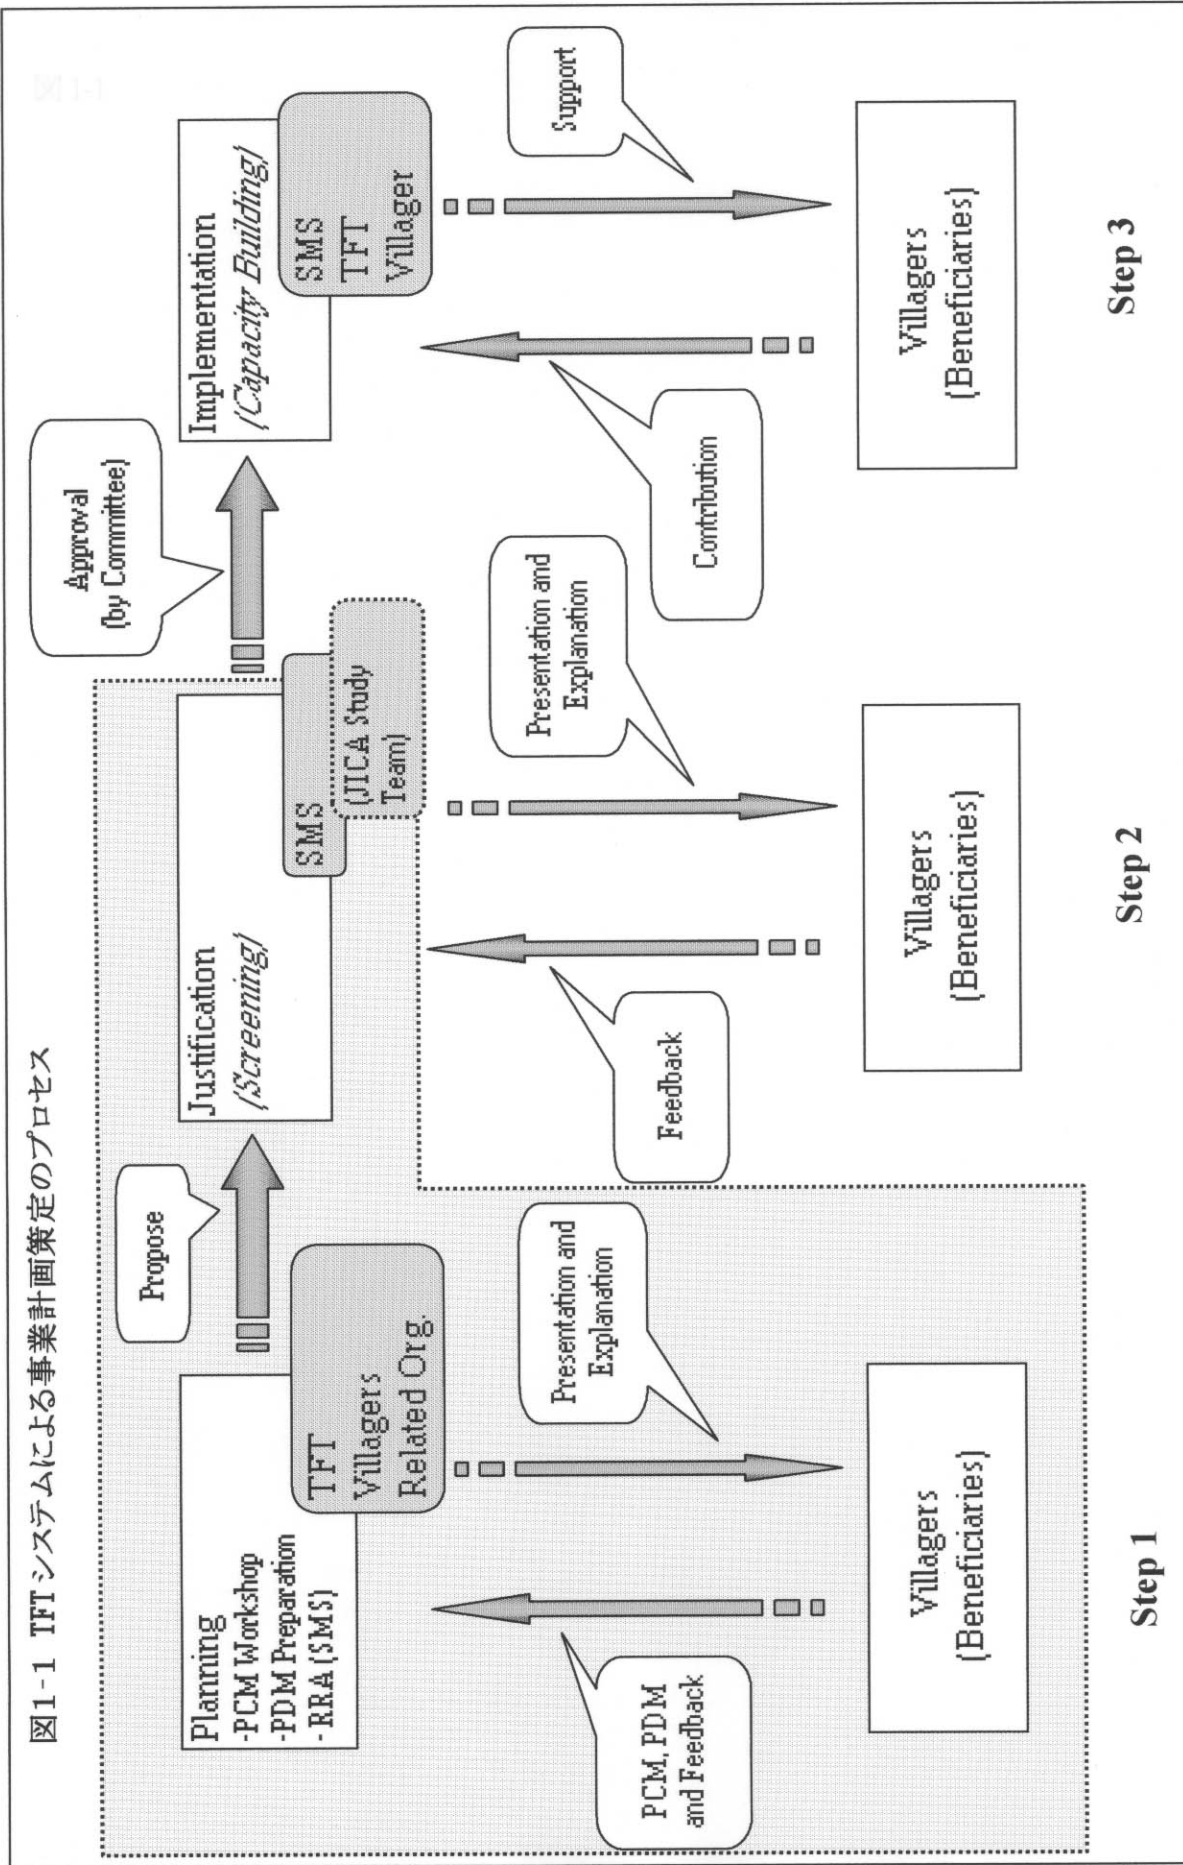 図1-1 TFTシステムによる事業計画策定のプロセス
Planning
-PCM Workshop
-PDM Preparation
- RRA (SMS)
TFT
Villagers
Related Org.
Propose
PCM, PDM
and Feedback
Presentation and
Explanation
Villagers
(Beneficiaries)
Step 1
Justification
(Screening)
SMS
(JICA Study
Team)
Approval
(by Committee)
Feedback
Presentation and
Explanation
Villagers
(Beneficiaries)
Step 2
Implementation
(Capacity Building)
SMS
TFT
Villager
Contribution
Support
Villagers
(Beneficiaries)
Step 3
図1-1